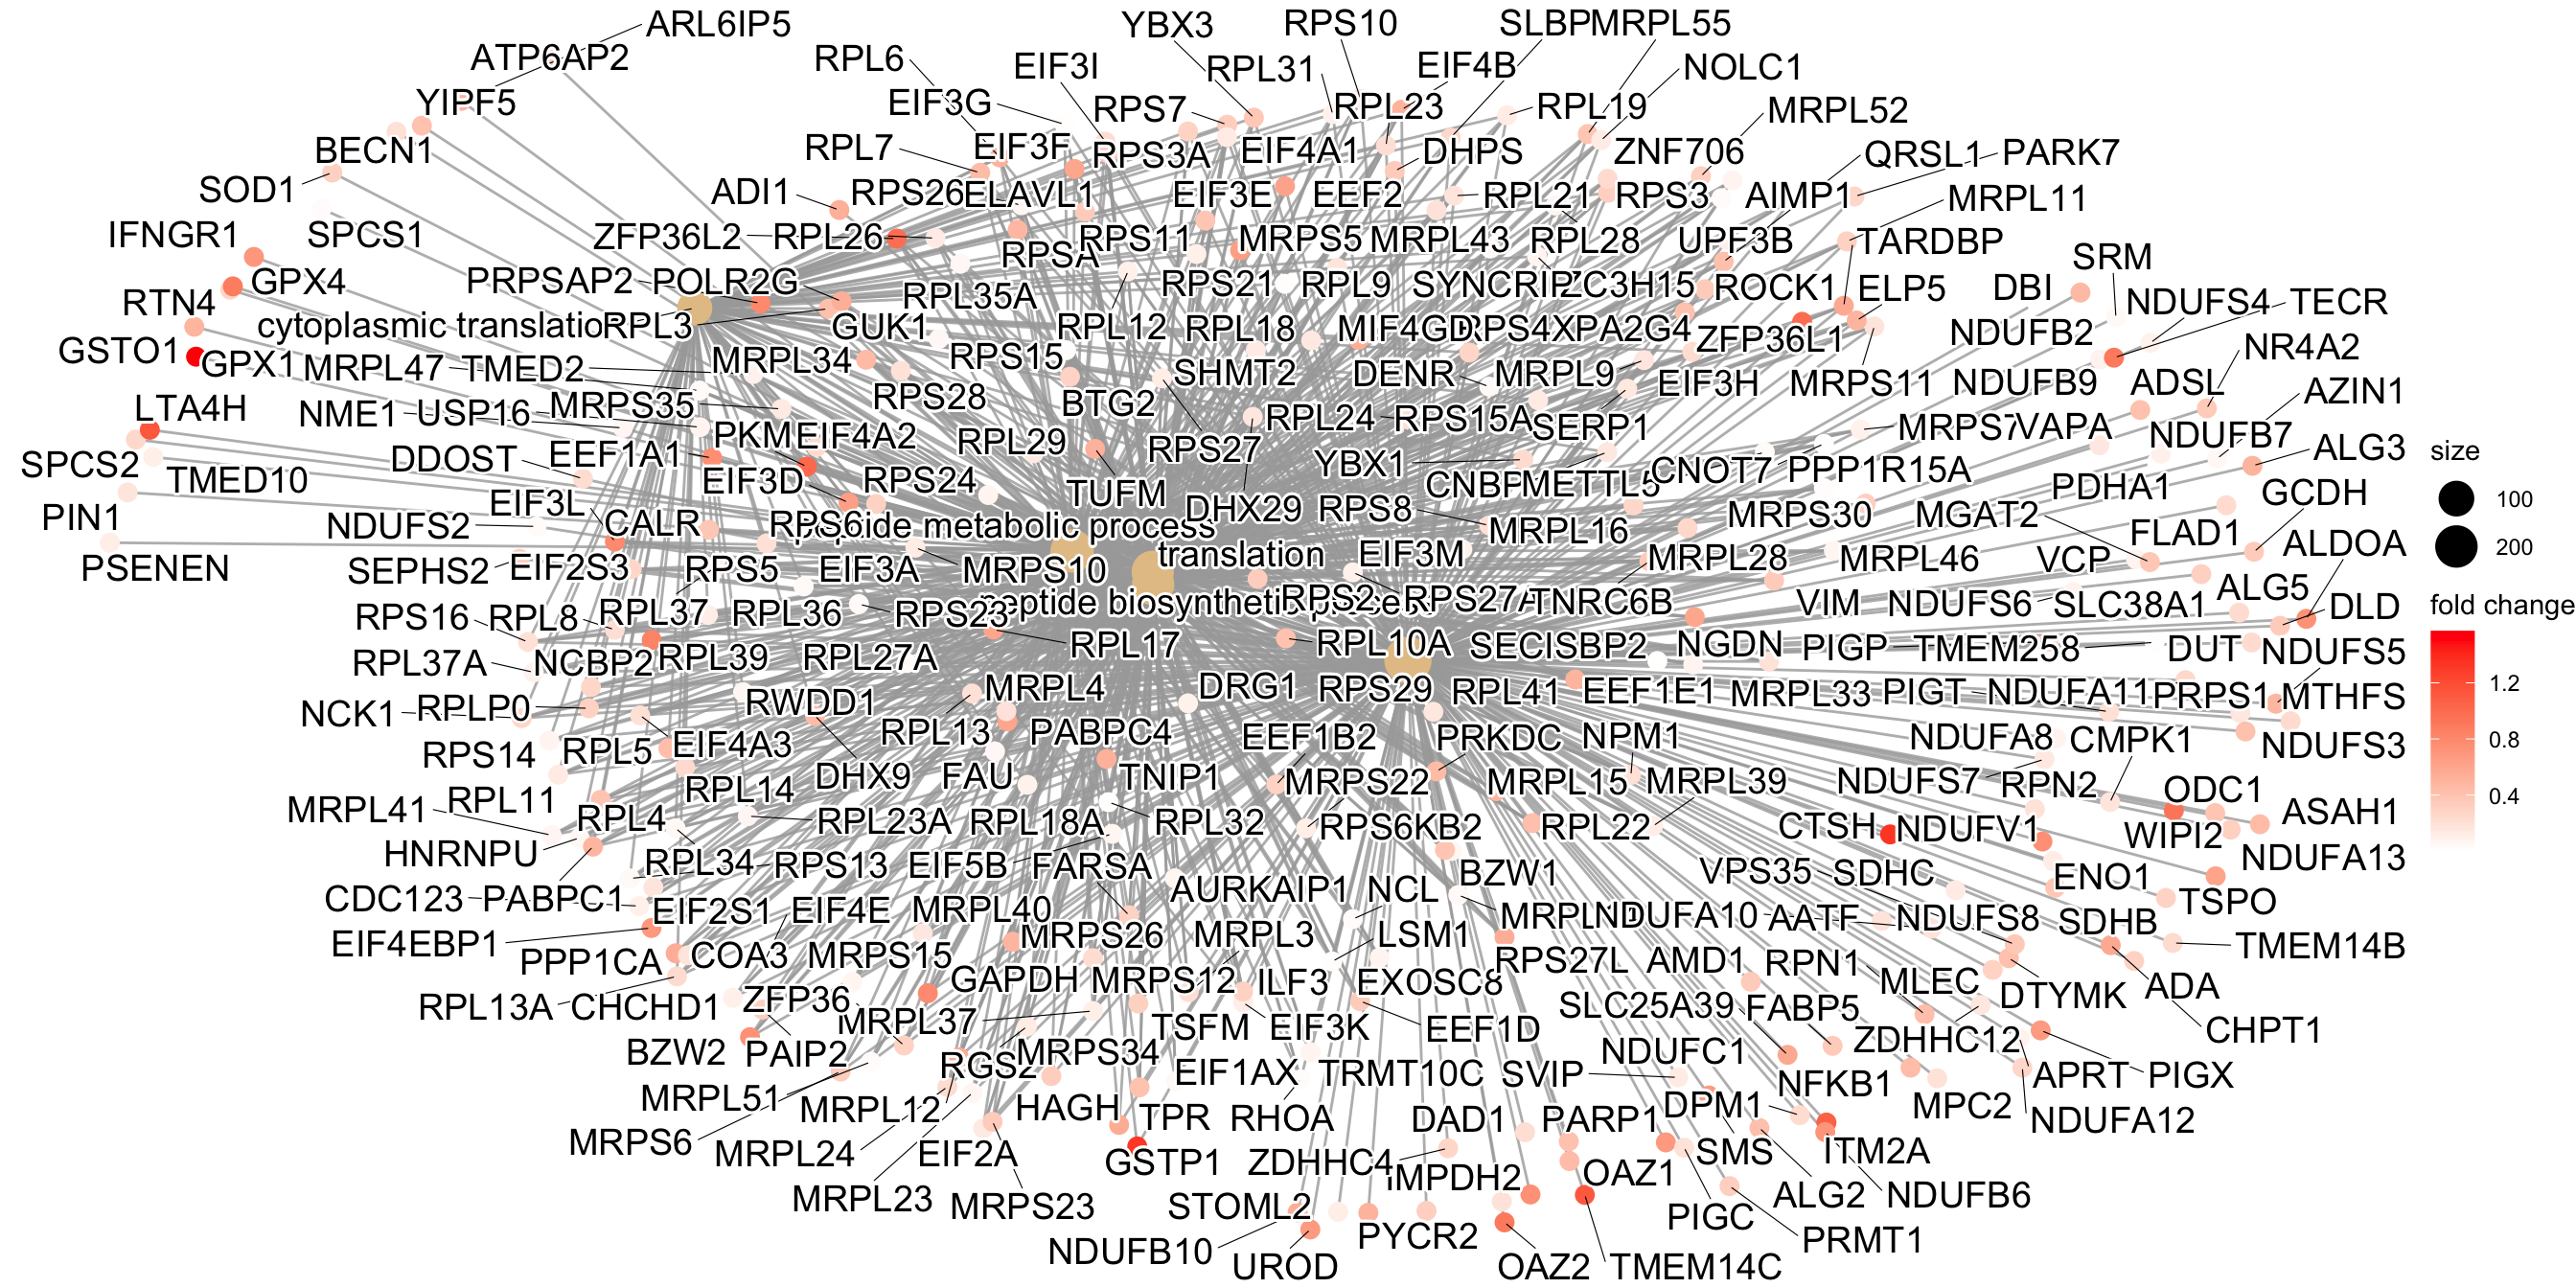 ARL6IP5
YBX3
RPS10
SLBP
MRPL55
ATP6AP2
RPL6
EIF3I
RPL31
EIF4B
NOLC1
YIPF5
EIF3G
RPS7
RPL23
RPL19
MRPL52
BECN1
RPL7
EIF3F
RPS3A
EIF4A1
DHPS
ZNF706
QRSL1
PARK7
SOD1
ADI1
RPS26
ELAVL1
EIF3E
EEF2
RPL21
RPS3
AIMP1
MRPL11
IFNGR1
SPCS1
ZFP36L2
RPL26
RPSA
RPS11
MRPS5
MRPL43
RPL28
UPF3B
TARDBP
SRM
GPX4
PRPSAP2
POLR2G
RPL35A
RPS21
RPL9
SYNCRIP
ZC3H15
ROCK1
ELP5
DBI
NDUFS4
TECR
RTN4
cytoplasmic translation
RPL3
GUK1
RPL12
RPL18
MIF4GD
RPS4X
PA2G4
ZFP36L1
NDUFB2
NR4A2
GSTO1
GPX1
MRPL47
TMED2
MRPL34
RPS15
SHMT2
DENR
MRPL9
EIF3H
MRPS11
NDUFB9
ADSL
AZIN1
LTA4H
NME1
USP16
MRPS35
RPS28
BTG2
RPL24
RPS15A
SERP1
MRPS7
VAPA
NDUFB7
ALG3
SPCS2
TMED10
DDOST
EEF1A1
PKM
EIF4A2
RPL29
RPS27
YBX1
CNBP
METTL5
CNOT7
PPP1R15A
PDHA1
GCDH
PIN1
EIF3L
EIF3D
RPS24
TUFM
DHX29
RPS8
MRPL16
MRPS30
MGAT2
FLAD1
ALDOA
NDUFS2
CALR
RPS6
peptide metabolic process
translation
EIF3M
MRPL28
MRPL46
VCP
PSENEN
SEPHS2
EIF2S3
RPS5
EIF3A
MRPS10
ALG5
RPS16
RPL8
RPL37
RPL36
RPS23
peptide biosynthetic process
RPS2
RPS27A
TNRC6B
VIM
NDUFS6
SLC38A1
DLD
RPL37A
NCBP2
RPL39
RPL27A
RPL17
RPL10A
SECISBP2
NGDN
PIGP
TMEM258
DUT
NDUFS5
NCK1
RPLP0
RWDD1
MRPL4
DRG1
RPS29
RPL41
EEF1E1
MRPL33
PIGT
NDUFA11
PRPS1
MTHFS
RPS14
RPL5
EIF4A3
RPL13
PABPC4
EEF1B2
PRKDC
NPM1
NDUFA8
CMPK1
NDUFS3
MRPL41
RPL11
RPL14
DHX9
FAU
TNIP1
MRPS22
MRPL15
MRPL39
NDUFS7
RPN2
ODC1
ASAH1
HNRNPU
RPL4
RPL23A
RPL18A
RPL32
RPS6KB2
RPL22
CTSH
NDUFV1
WIPI2
NDUFA13
CDC123
PABPC1
RPL34
RPS13
EIF5B
FARSA
AURKAIP1
NCL
BZW1
VPS35
SDHC
ENO1
TSPO
EIF4EBP1
EIF2S1
EIF4E
MRPL40
MRPS26
MRPL3
LSM1
NDUFA10
AATF
NDUFS8
SDHB
TMEM14B
PPP1CA
COA3
MRPS15
GAPDH
MRPS12
ILF3
EXOSC8
RPS27L
AMD1
RPN1
MLEC
DTYMK
ADA
RPL13A
CHCHD1
ZFP36
MRPL37
TSFM
EIF3K
EEF1D
SLC25A39
FABP5
ZDHHC12
CHPT1
BZW2
PAIP2
RGS2
MRPS34
EIF1AX
TRMT10C
SVIP
NDUFC1
NFKB1
APRT
PIGX
MRPL51
MRPL12
HAGH
TPR
RHOA
DAD1
PARP1
DPM1
MPC2
NDUFA12
MRPS6
MRPL24
EIF2A
GSTP1
ZDHHC4
IMPDH2
OAZ1
SMS
ITM2A
MRPL23
MRPS23
STOML2
PYCR2
PIGC
ALG2
NDUFB6
NDUFB10
UROD
OAZ2
TMEM14C
PRMT1
size
100
200
fold change
1.2
0.8
0.4